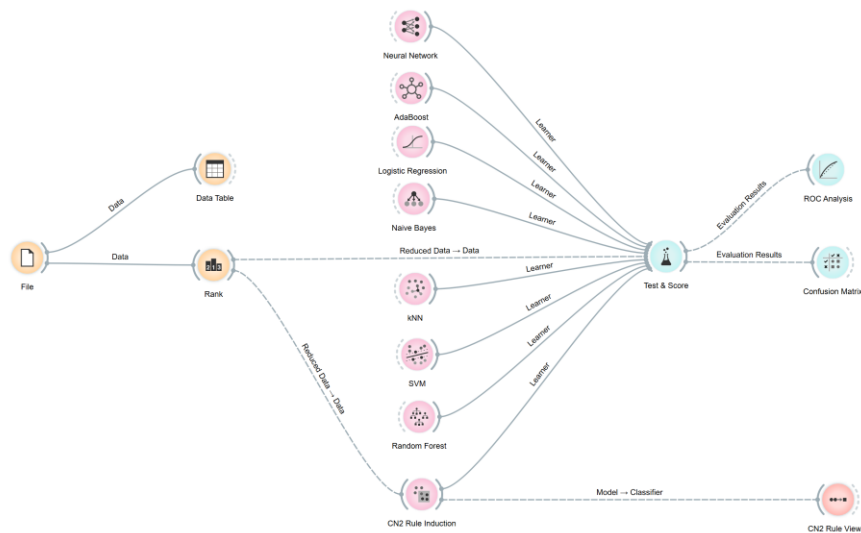 Neural Network
AdaBoost
Logistic Regression
Naive Bayes
kNN
SVM
Random Forest
CN2 Rule Induction
File
Data
Data Table
Data
Rank
Reduced Data → Data
Reduced Data → Data
Learner
Learner
Learner
Learner
Learner
Learner
Learner
Learner
Test & Score
Evaluation Results
ROC Analysis
Evaluation Results
Confusion Matrix
Model → Classifier
CN2 Rule View